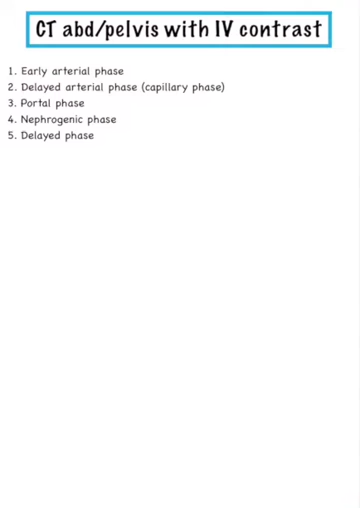 CT abd/pelvis with IV contrast
1. Early arterial phase
2. Delayed arterial phase (capillary phase)
3. Portal phase
4. Nephrogenic phase
5. Delayed phase